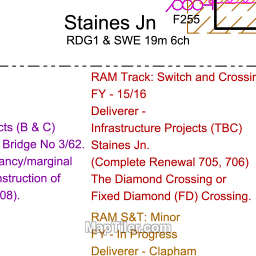 Staines Jn
F255
RDG1 & SWE 19m 6ch
RAM Track: Switch and Crossin
FY - 15/16
Deliverer -
cts (B & C)
Infrastructure Projects (TBC)
Bridge No 3/62.
Staines Jn.
ancy/marginal
(Complete Renewal 705, 706)
nstruction of
The Diamond Crossing or
08).
Fixed Diamond (FD) Crossing.
RAM S&T: Minor
MapTiler.com
FY - In Progress
Deliverer - Clapham